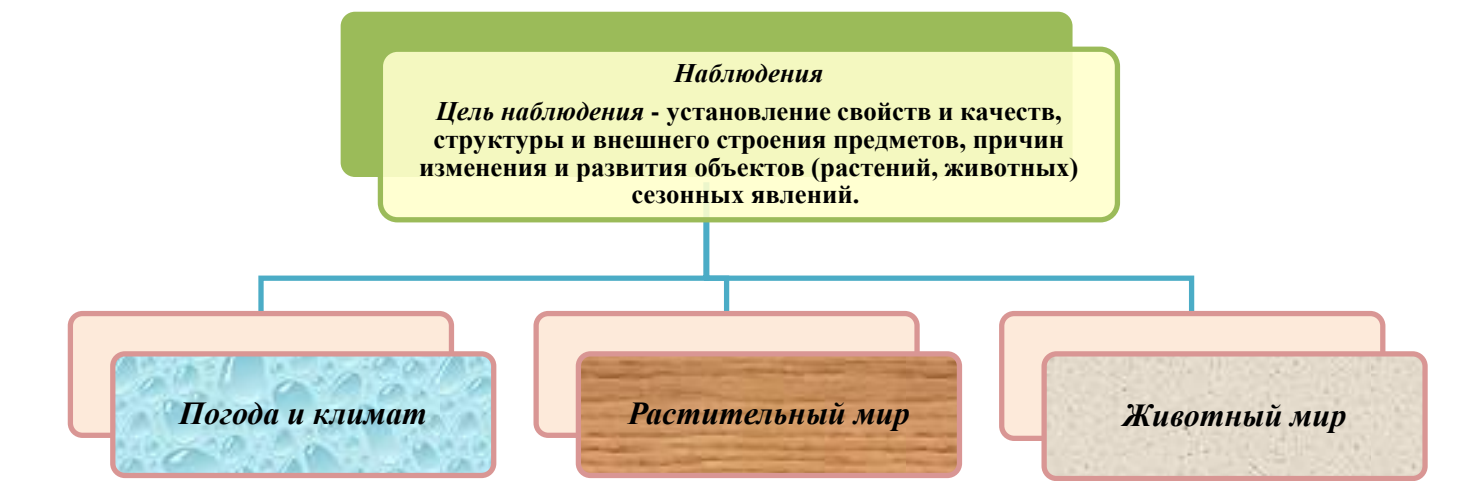 Наблюдения
Цель наблюдения - установление свойств и качеств,
структуры и внешнего строения предметов, причин
изменения и развития объектов (растений, животных)
сезонных явлений.
Погода и климат
Растительный мир
Животный мир